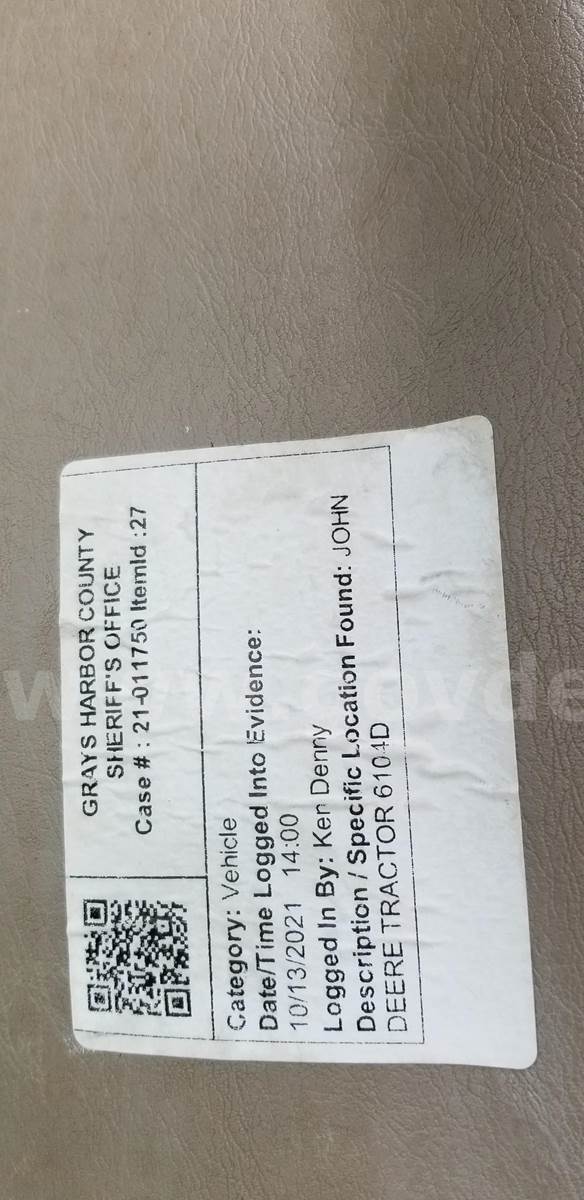 GRAYS HARBOR COUNTY
SHERIFF'S OFFICE
Case # : 21-011750 ItemId :27
Category: Vehicle
Date/Time Logged Into Evidence:
10/13/2021 14:00
Logged In By: Ken Denny
Description / Specific Location Found: JOHN
DEERE TRACTOR 6104D